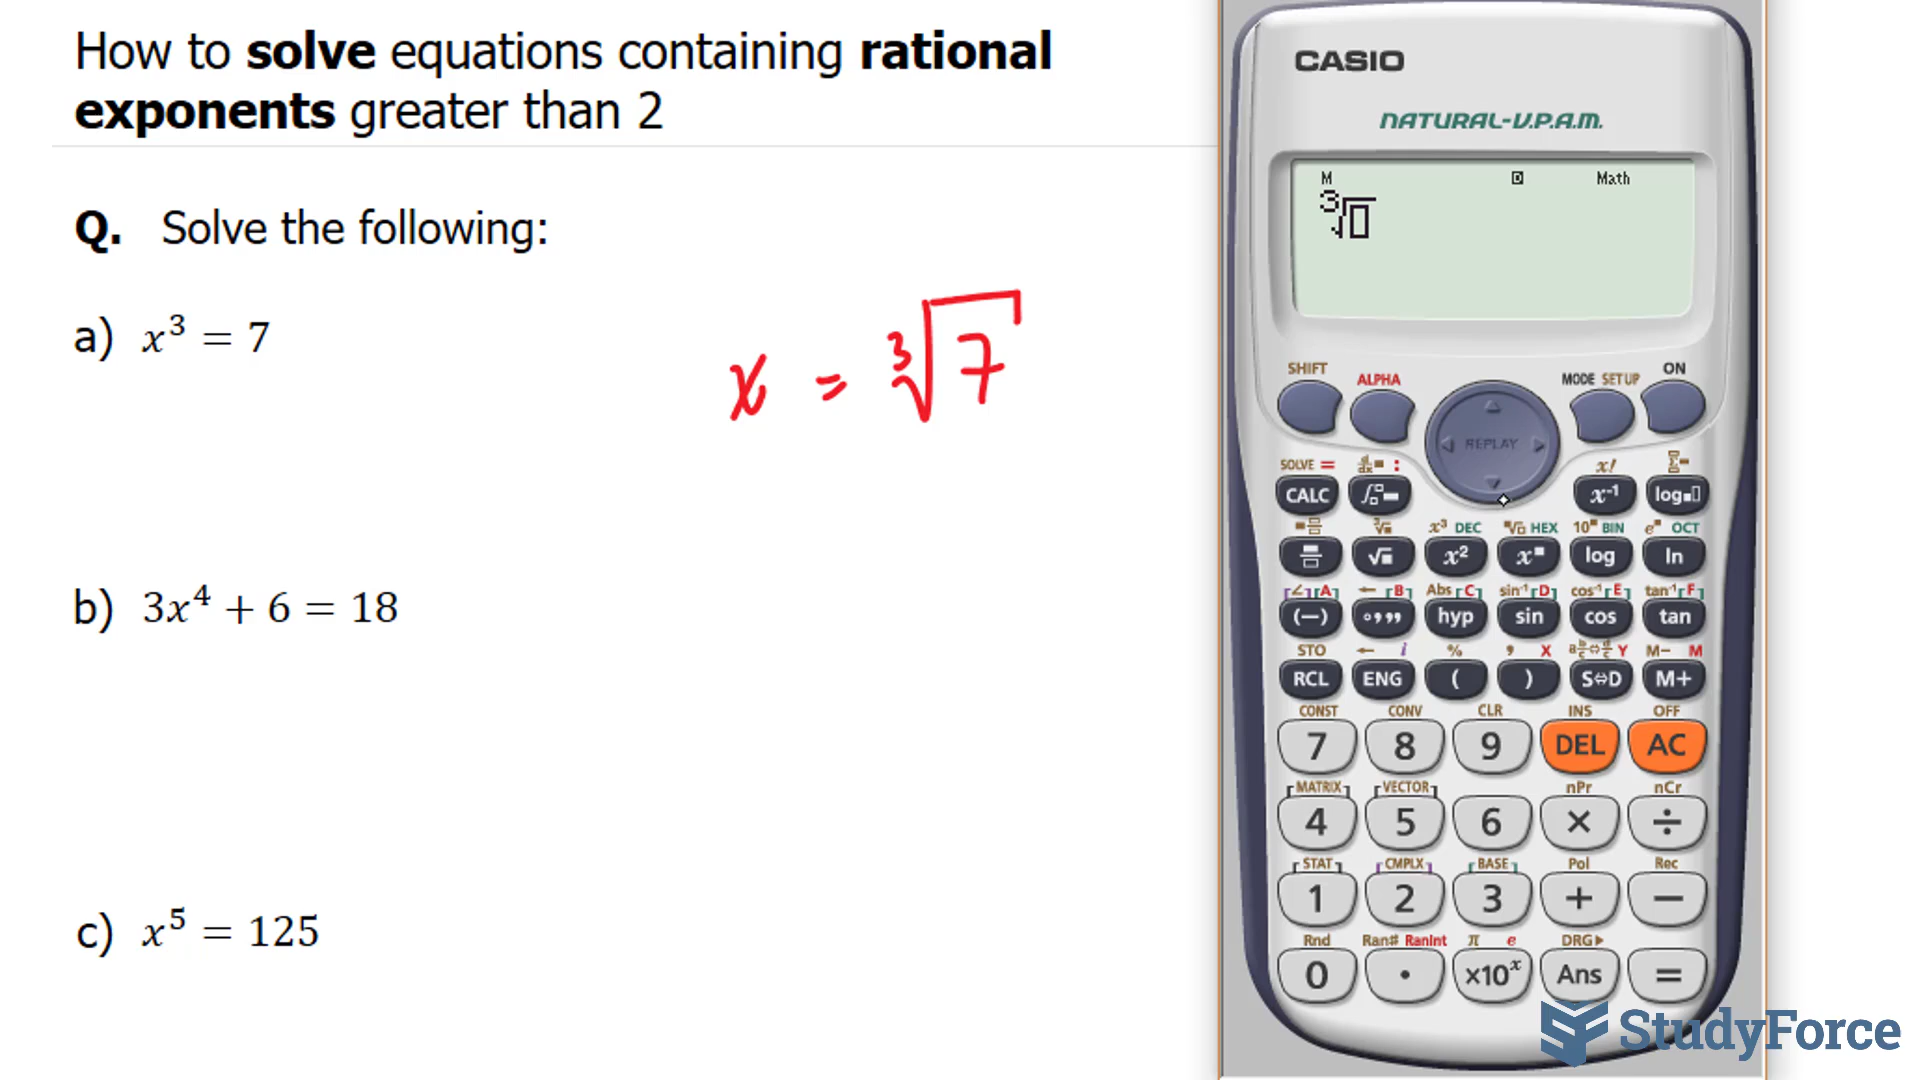 How to solve equations containing rational
exponents greater than 2
Q. Solve the following:
a) x³ = 7
x = ³√7
b) 3x⁴ + 6 = 18
c) x⁵ = 125
CASIO
NATURAL-V.P.A.M.
M D Math
³√▯
SHIFT ALPHA MODE SETUP ON
REPLAY
SOLVE = d/dx■ : x! Σ
CALC ∫▯■ x⁻¹ log■▯
■▯/▯ ³√■ x³ DEC ■√▯ HEX 10■ BIN e■ OCT
■/▯ √■ x² x■ log ln
∠ A ← B Abs C sin⁻¹ D cos⁻¹ E tan⁻¹ F
(−) °,,, hyp sin cos tan
STO ← i % , X a b/c⇔d/c Y M− M
RCL ENG ( ) S⇔D M+
CONST CONV CLR INS OFF
7 8 9 DEL AC
MATRIX VECTOR nPr nCr
4 5 6 × ÷
STAT CMPLX BASE Pol Rec
1 2 3 + −
Rnd Ran# RanInt π e DRG▶
0 . ×10ˣ Ans =
StudyForce